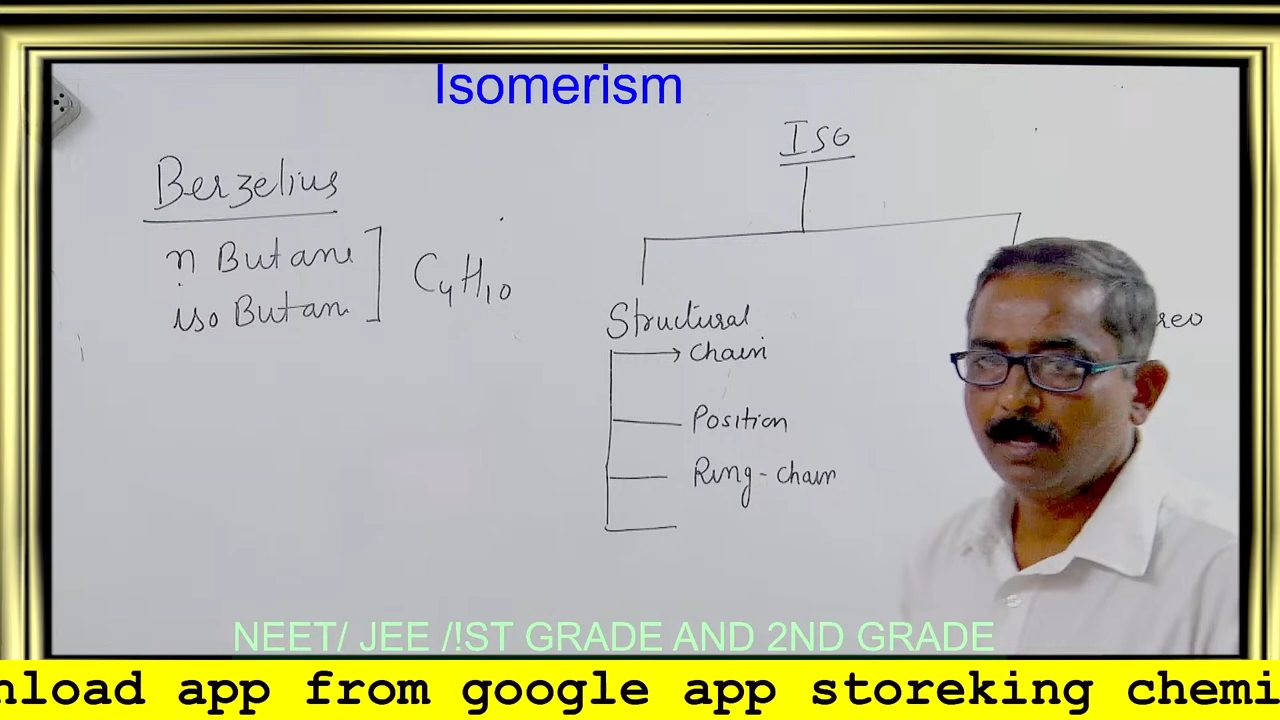 Isomerism
Iso
Berzelius
n Butane
iso Butan
C4H10
Structural
reo
Chain
Position
Ring-chain
NEET/ JEE /!ST GRADE AND 2ND GRADE
nload app from google app storeking chemi